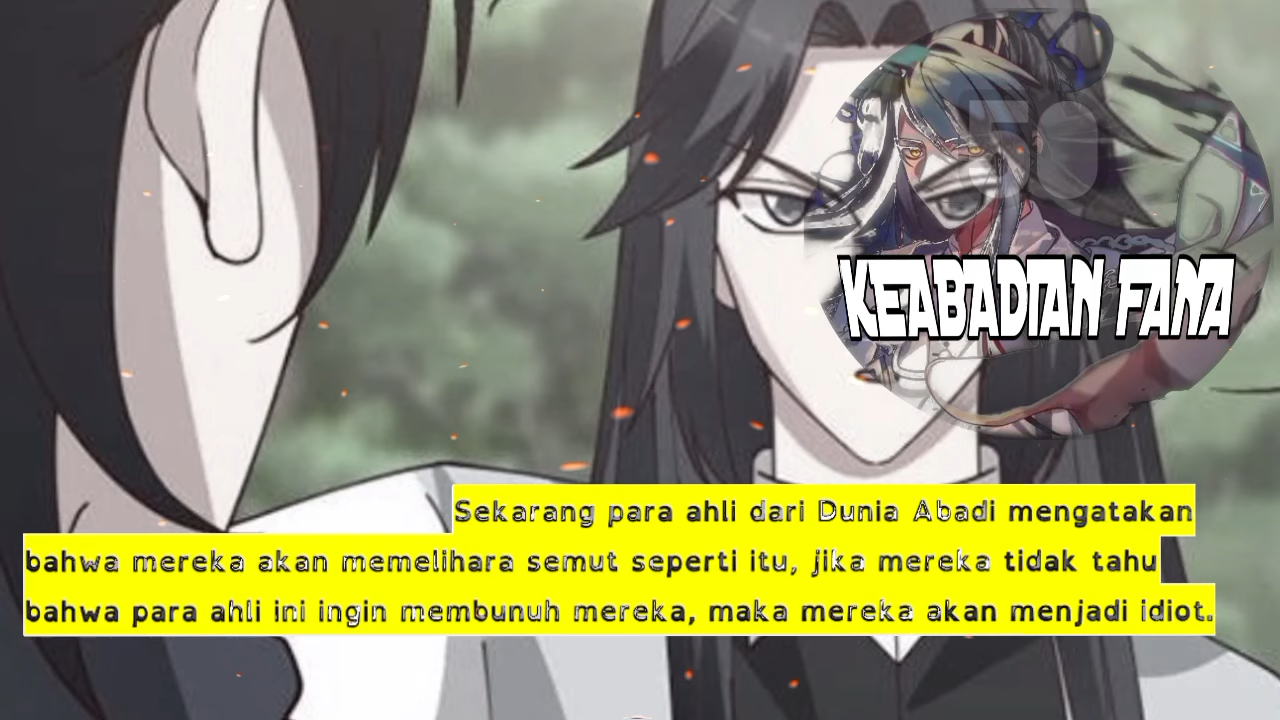 50
KEABADIAN FANA
Sekarang para ahli dari Dunia Abadi mengatakan
bahwa mereka akan memelihara semut seperti itu, jika mereka tidak tahu
bahwa para ahli ini ingin membunuh mereka, maka mereka akan menjadi idiot.